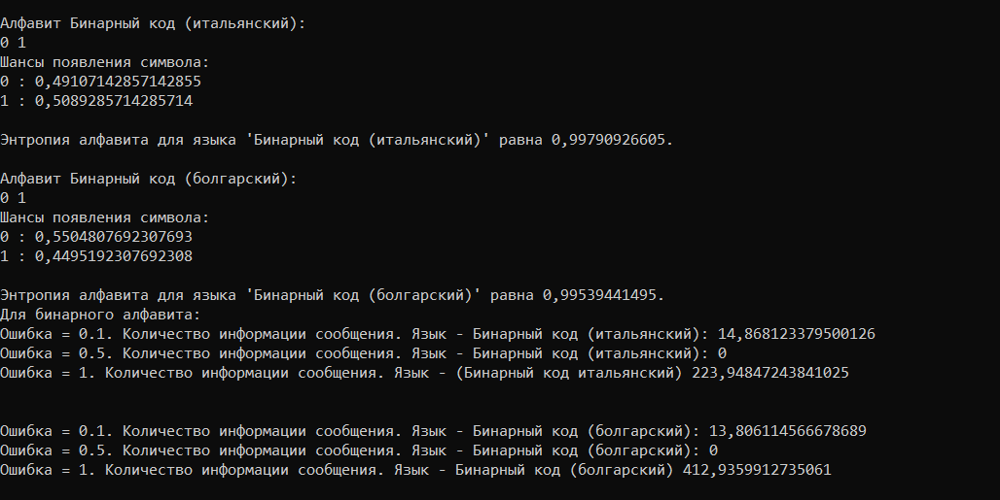 Алфавит Бинарный код (итальянский):
0 1
Шансы появления символа:
0 : 0,49107142857142855
1 : 0,5089285714285714
Энтропия алфавита для языка 'Бинарный код (итальянский)' равна 0,99790926605.
Алфавит Бинарный код (болгарский):
0 1
Шансы появления символа:
0 : 0,5504807692307693
1 : 0,4495192307692308
Энтропия алфавита для языка 'Бинарный код (болгарский)' равна 0,99539441495.
Для бинарного алфавита:
Ошибка = 0.1. Количество информации сообщения. Язык - Бинарный код (итальянский): 14,868123379500126
Ошибка = 0.5. Количество информации сообщения. Язык - Бинарный код (итальянский): 0
Ошибка = 1. Количество информации сообщения. Язык - (Бинарный код итальянский) 223,94847243841025
Ошибка = 0.1. Количество информации сообщения. Язык - Бинарный код (болгарский): 13,806114566678689
Ошибка = 0.5. Количество информации сообщения. Язык - Бинарный код (болгарский): 0
Ошибка = 1. Количество информации сообщения. Язык - Бинарный код (болгарский) 412,9359912735061